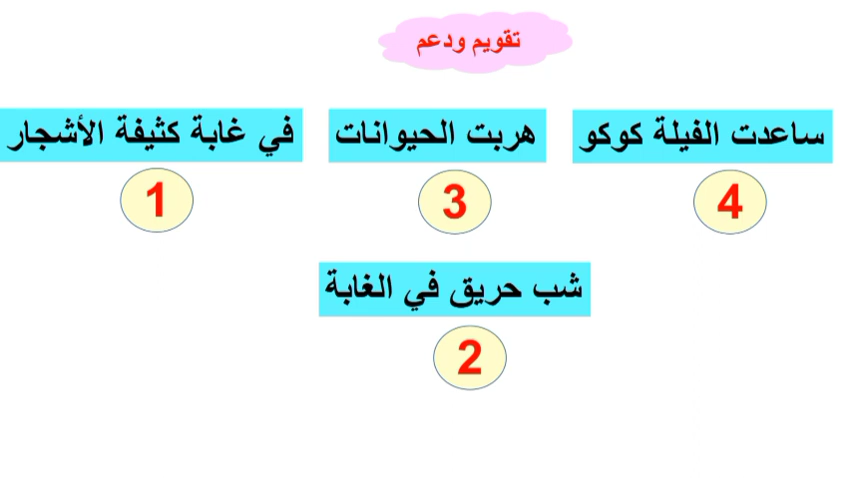 تقويم ودعم
ساعدت الفيلة كوكو
هربت الحيوانات
في غابة كثيفة الأشجار
4
3
1
شب حريق في الغابة
2